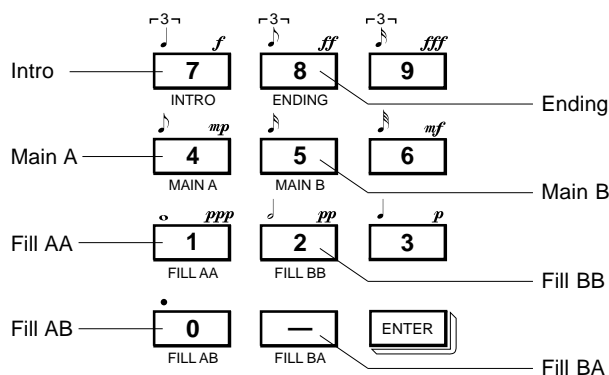 3 3 3
f ff fff
Intro 7 8 9
INTRO ENDING
Ending
mp mf
Main A 4 5 6
MAIN A MAIN B
Main B
ppp pp p
Fill AA 1 2 3
FILL AA FILL BB
Fill BB
Fill AB 0 — ENTER
FILL AB FILL BA
Fill BA